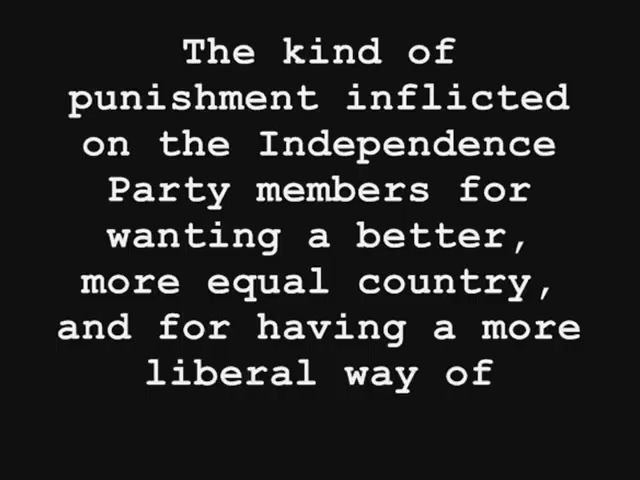 The kind of
punishment inflicted
on the Independence
Party members for
wanting a better,
more equal country,
and for having a more
liberal way of